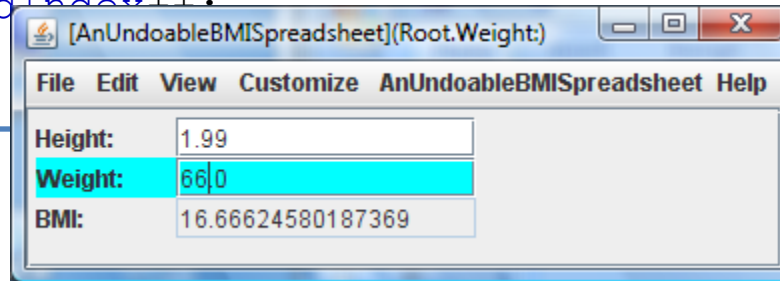 [AnUndoableBMISpreadsheet](Root.Weight:)
File Edit View Customize AnUndoableBMISpreadsheet Help
Height: 1.99
Weight: 66.0
BMI: 16.66624580187369